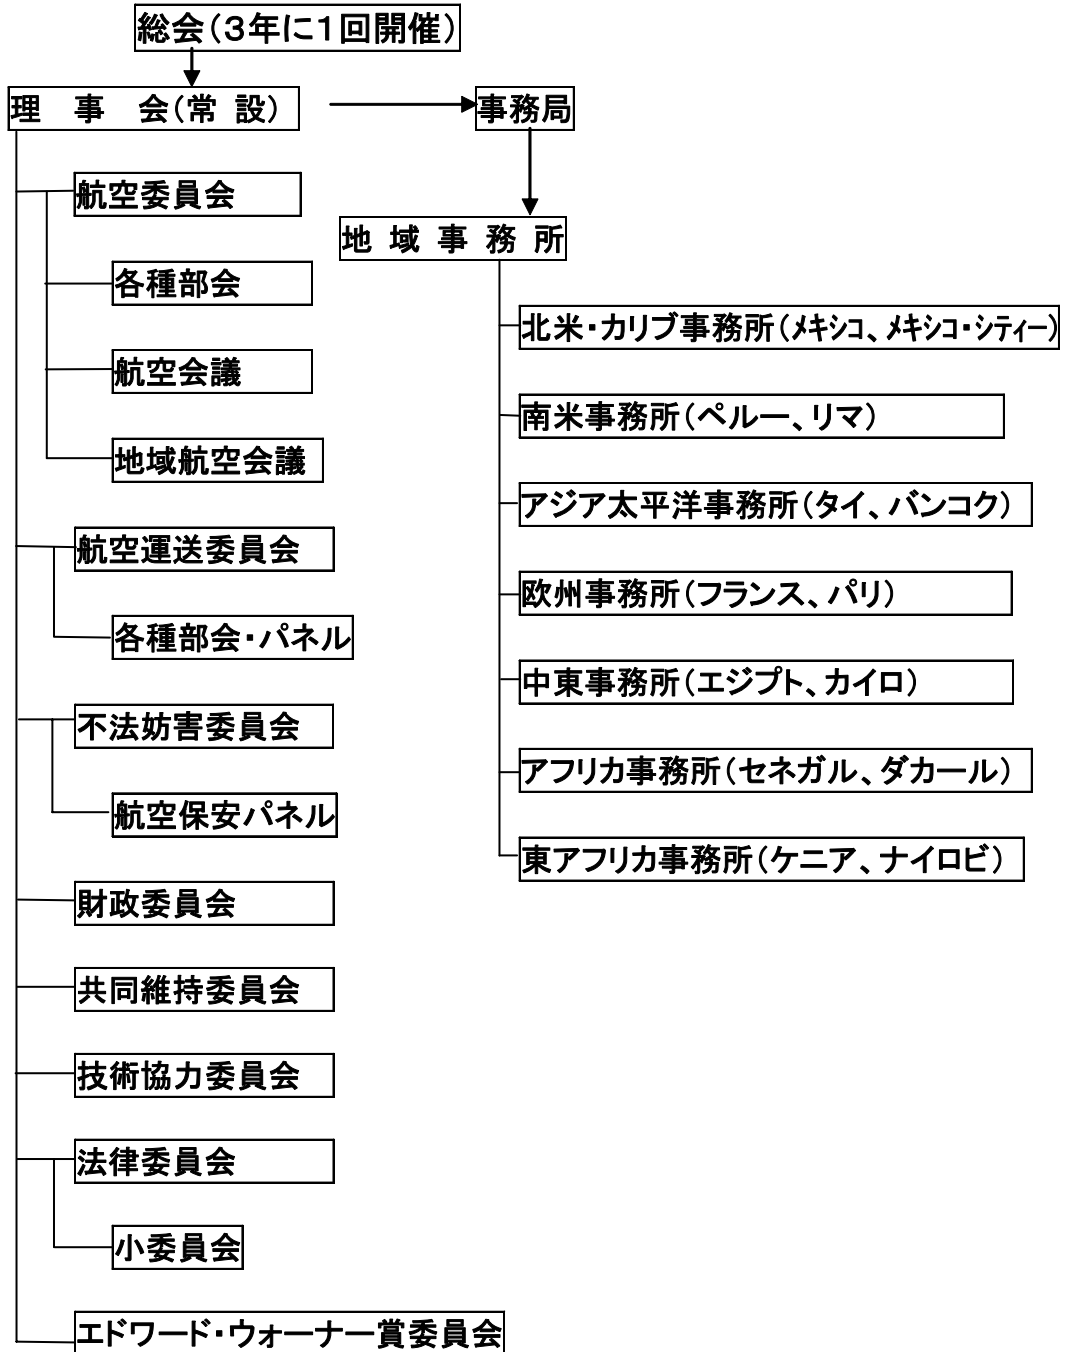 総会（３年に１回開催）
理　事　会（常　設）
事務局
航空委員会
各種部会
航空会議
地域航空会議
航空運送委員会
各種部会・パネル
不法妨害委員会
航空保安パネル
財政委員会
共同維持委員会
技術協力委員会
法律委員会
小委員会
エドワード・ウォーナー賞委員会
地　域　事　務　所
北米・カリブ事務所（ﾒｷｼｺ、ﾒｷｼｺ・ｼﾃｨｰ）
南米事務所（ペルー、リマ）
アジア太平洋事務所（タイ、バンコク）
欧州事務所（フランス、パリ）
中東事務所（エジプト、カイロ）
アフリカ事務所（セネガル、ダカール）
東アフリカ事務所（ケニア、ナイロビ）